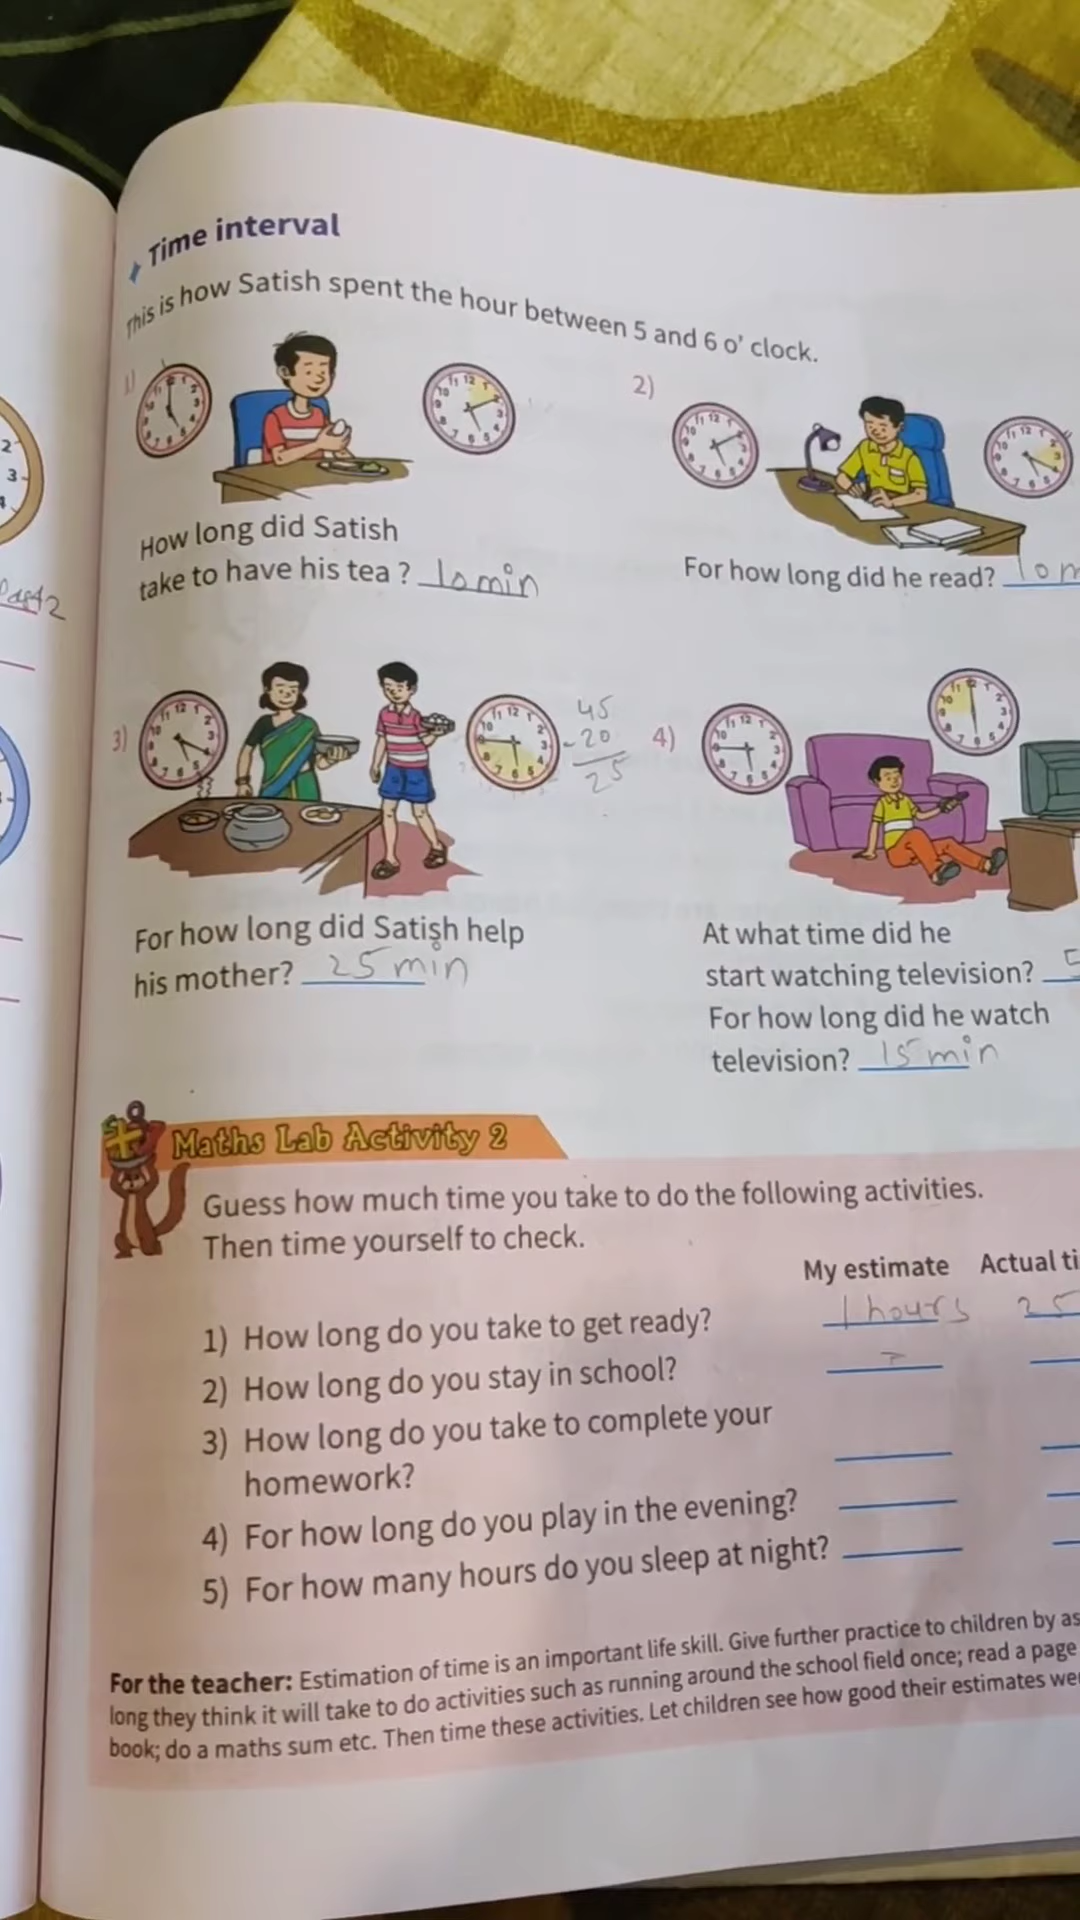 Time interval
This is how Satish spent the hour between 5 and 6 o' clock.
1)
2)
How long did Satish
take to have his tea ? 10 min
For how long did he read? 10
3)
45
- 20
25
4)
For how long did Satish help
his mother? 25 min
At what time did he
start watching television?
For how long did he watch
television? 15 min
Maths Lab Activity 2
Guess how much time you take to do the following activities.
Then time yourself to check.
My estimate Actual
1) How long do you take to get ready? 1 hours 25
2) How long do you stay in school?
3) How long do you take to complete your
homework?
4) For how long do you play in the evening?
5) For how many hours do you sleep at night?
For the teacher: Estimation of time is an important life skill. Give further practice to children by
long they think it will take to do activities such as running around the school field once; read a page
book; do a maths sum etc. Then time these activities. Let children see how good their estimates